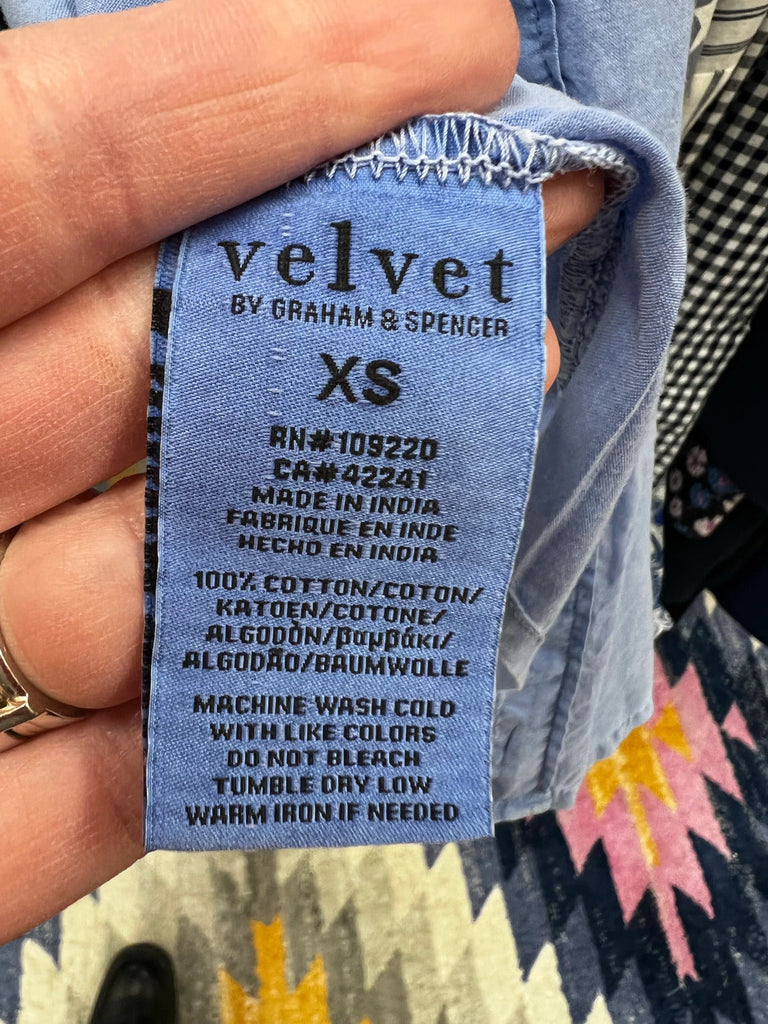 velvet
BY GRAHAM & SPENCER
XS
RN# 109220
CA# 42241
MADE IN INDIA
FABRIQUE EN INDE
HECHO EN INDIA
100% COTTON/COTON/
KATOEN/COTONE/
ALGODÒN/βαμβάκι/
ALGODÃO/BAUMWOLLE
MACHINE WASH COLD
WITH LIKE COLORS
DO NOT BLEACH
TUMBLE DRY LOW
WARM IRON IF NEEDED